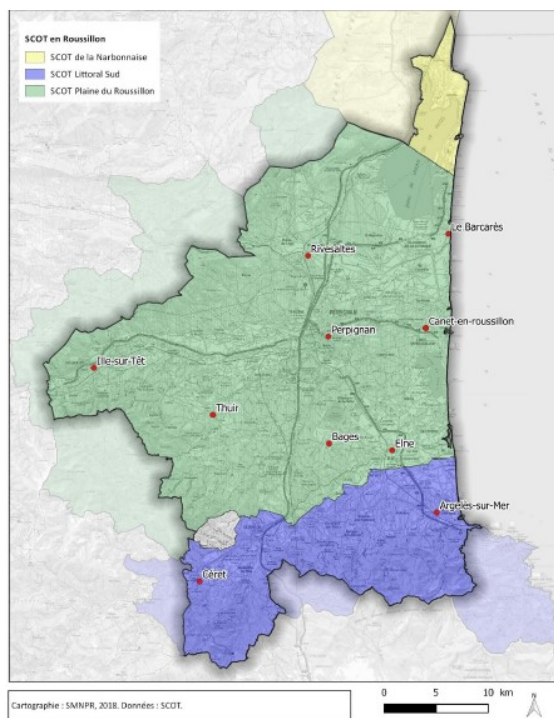 SCOT en Roussillon
SCOT de la Narbonnaise
SCOT Littoral Sud
SCOT Plaine du Roussillon
Le Barcarès
Rivesaltes
Canet-en-roussillon
Perpignan
Ille-sur-Têt
Thuir
Bages
Elne
Argelès-sur-Mer
Céret
Cartographie : SMNPR, 2018. Données : SCOT.
0 5 10 km
N